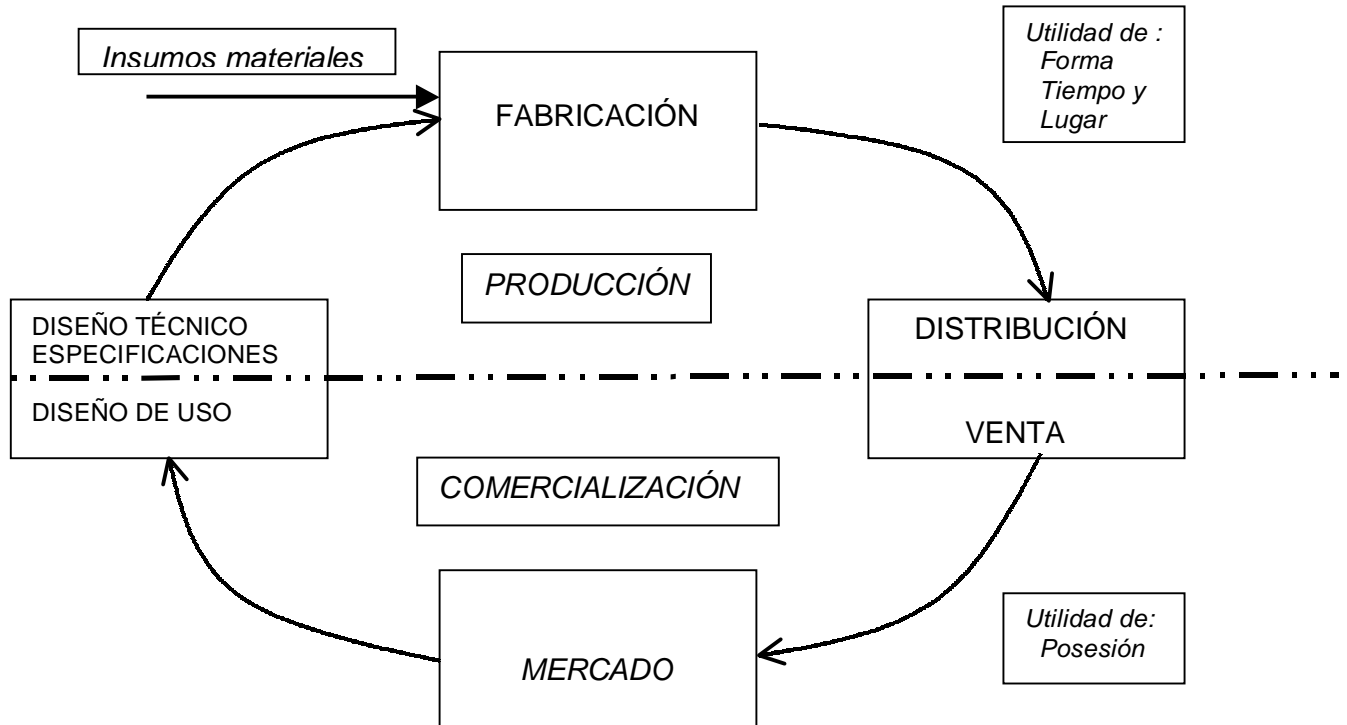 Insumos materiales
FABRICACIÓN
Utilidad de :
Forma
Tiempo y
Lugar
PRODUCCIÓN
DISEÑO TÉCNICO
ESPECIFICACIONES
DISEÑO DE USO
DISTRIBUCIÓN
VENTA
COMERCIALIZACIÓN
MERCADO
Utilidad de:
Posesión